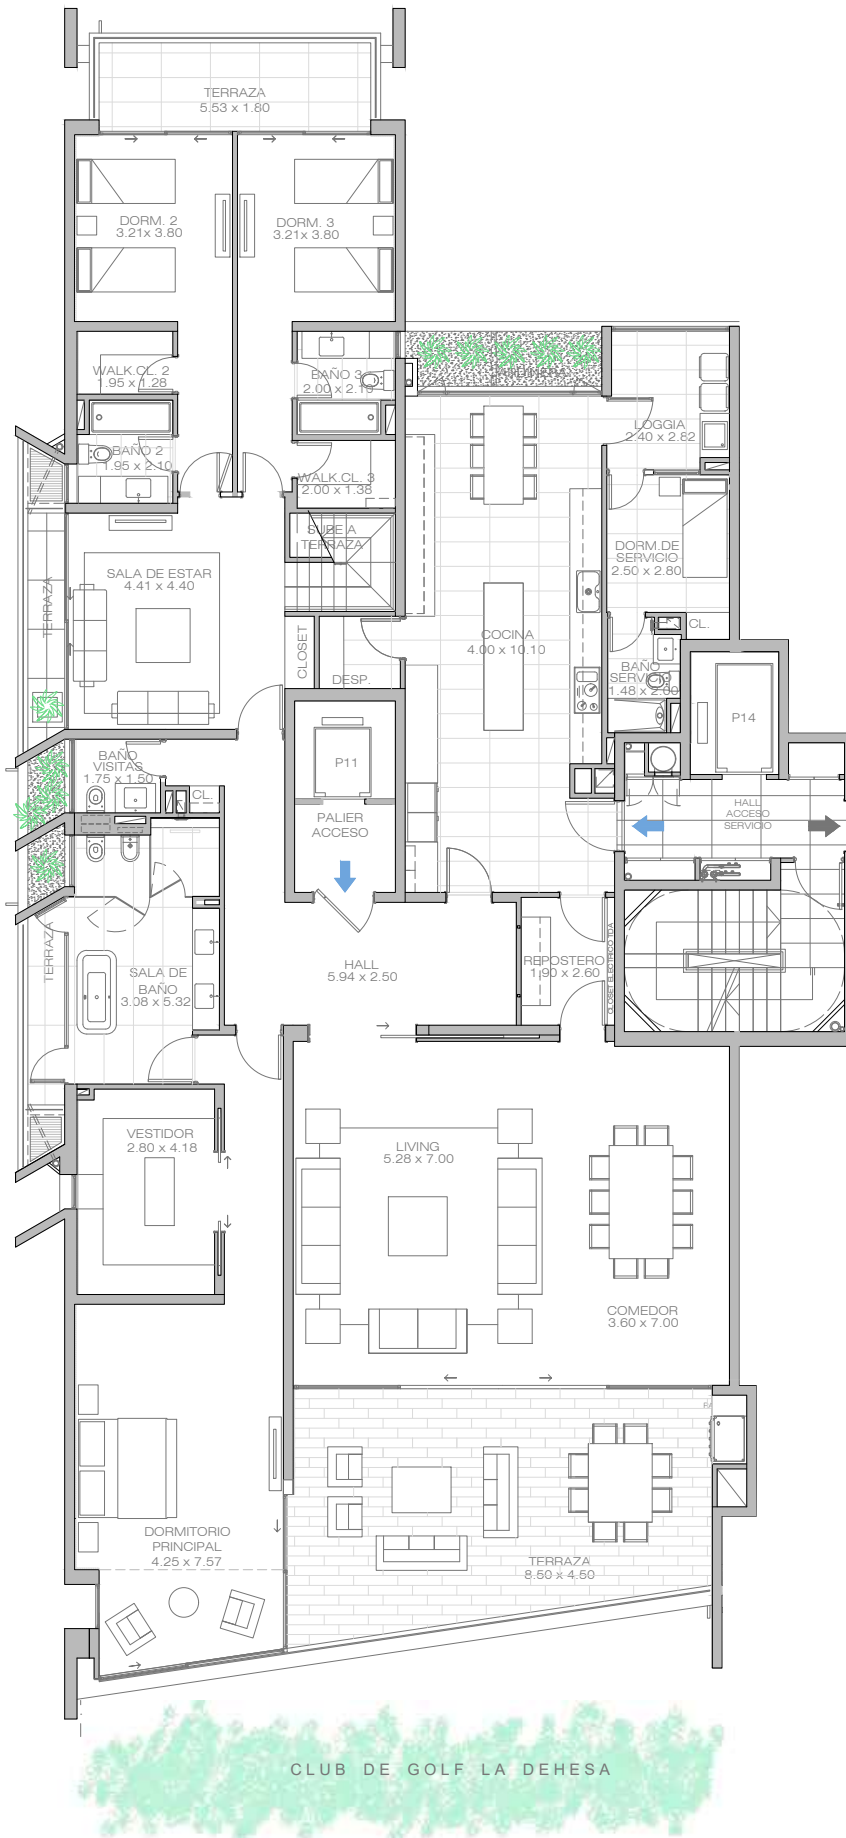 TERRAZA
5.53 x 1.80
DORM. 2
3.21x 3.80
DORM. 3
3.21x 3.80
WALK.CL. 2
1.95 x 1.28
BAÑO 3
2.00 x 2.10
JARDINERA
LOGGIA
2.40 x 2.82
BAÑO 2
1.95 x 2.10
WALK.CL. 3
2.00 x 1.38
SUBE A
TERRAZA
DORM.DE
SERVICIO
2.50 x 2.80
SALA DE ESTAR
4.41 x 4.40
TERRAZA
CL.
COCINA
4.00 x 10.10
CLOSET
DESP.
BAÑO
SERVICIO
1.48 x 2.00
P14
BAÑO
VISITAS
1.75 x 1.50
P11
CL.
PALIER
ACCESO
HALL
ACCESO
SERVICIO
TERRAZA
SALA DE
BAÑO
3.08 x 5.32
HALL
5.94 x 2.50
REPOSTERO
1.90 x 2.60
CLOSET ELECTRICO TDA
VESTIDOR
2.80 x 4.18
LIVING
5.28 x 7.00
COMEDOR
3.60 x 7.00
DORMITORIO
PRINCIPAL
4.25 x 7.57
TERRAZA
8.50 x 4.50
CLUB DE GOLF LA DEHESA